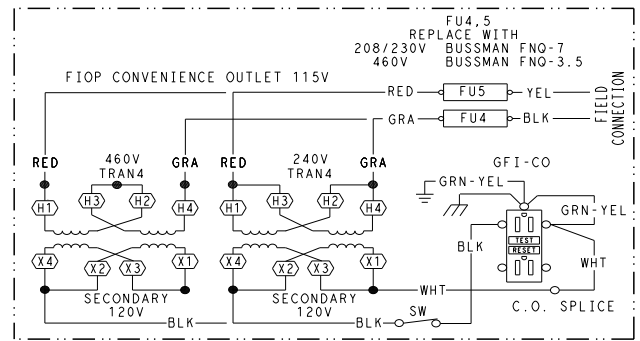 FU4,5
REPLACE WITH
208/230V BUSSMAN FNQ-7
460V BUSSMAN FNQ-3.5
FIOP CONVENIENCE OUTLET 115V
RED FU5 YEL
GRA FU4 BLK
FIELD
CONNECTION
RED 460V GRA RED 240V GRA GFI-CO
TRAN4 TRAN4
GRN-YEL
H1 H3 H2 H4 H1 H3 H2 H4
GRN-YEL
TEST
RESET
BLK
X4 X2 X3 X1 X4 X2 X3 X1
WHT
WHT
SECONDARY SECONDARY
120V 120V
SW
C.O. SPLICE
BLK BLK